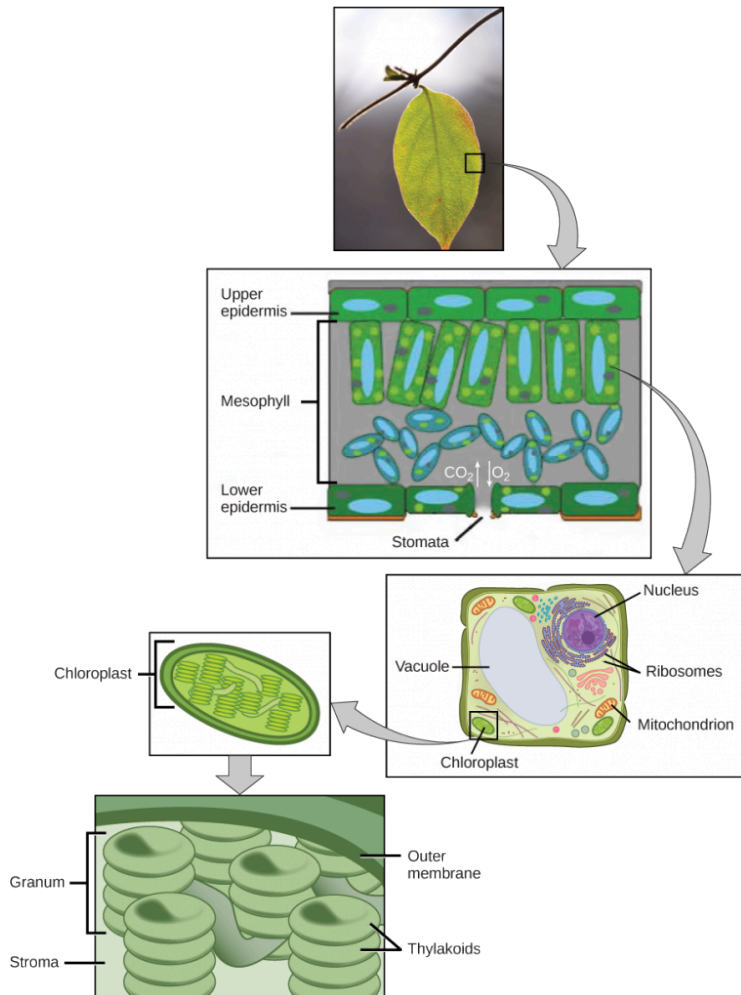 Upper
epidermis
Mesophyll
CO₂ O₂
Lower
epidermis
Stomata
Nucleus
Vacuole
Ribosomes
Mitochondrion
Chloroplast
Chloroplast
Outer
membrane
Granum
Thylakoids
Stroma